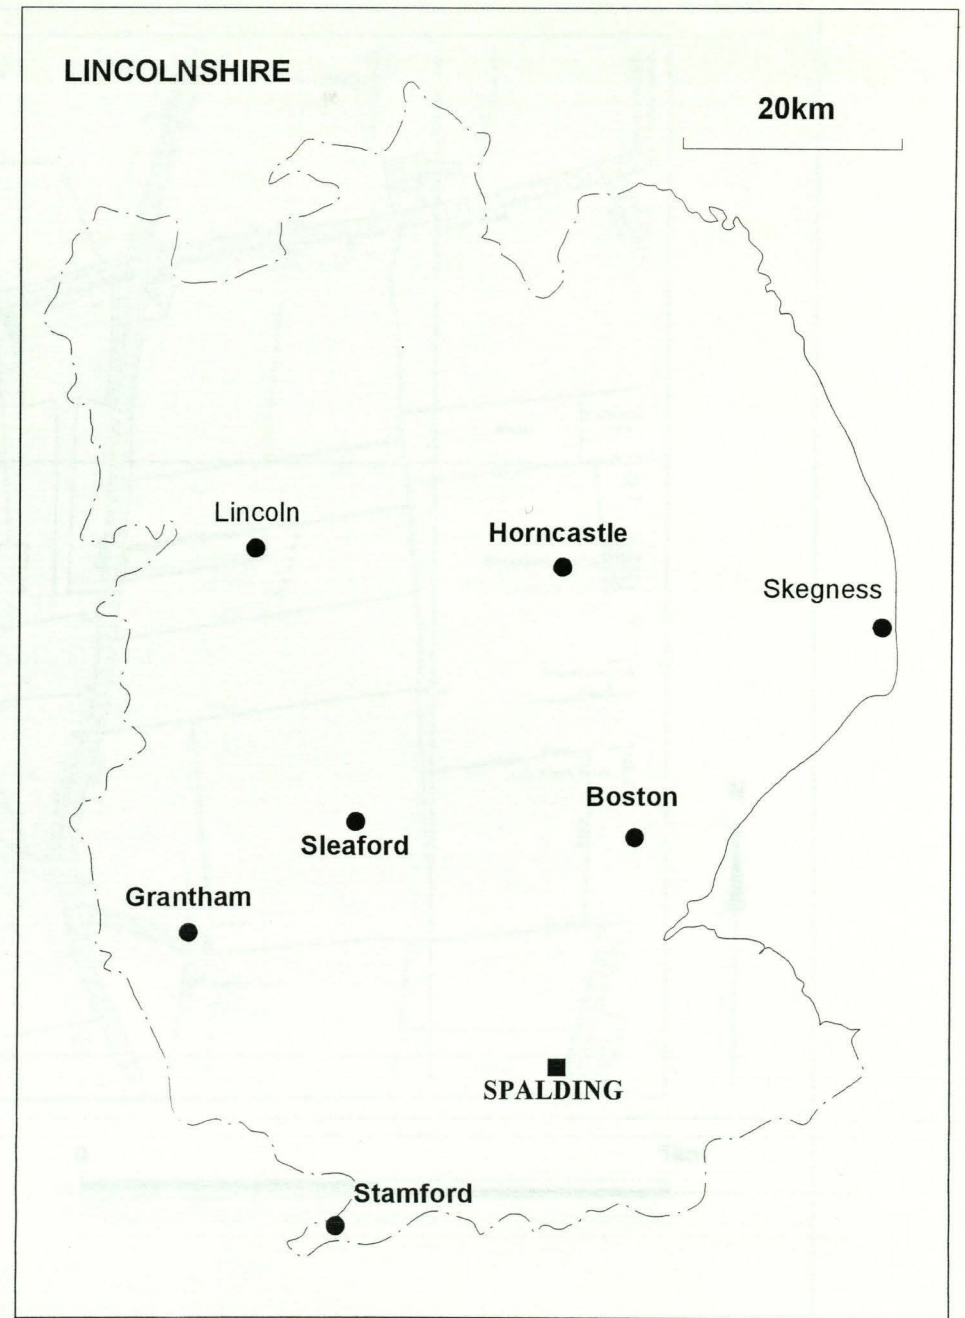 LINCOLNSHIRE
20km
Lincoln
Horncastle
Skegness
Boston
Sleaford
Grantham
SPALDING
Stamford